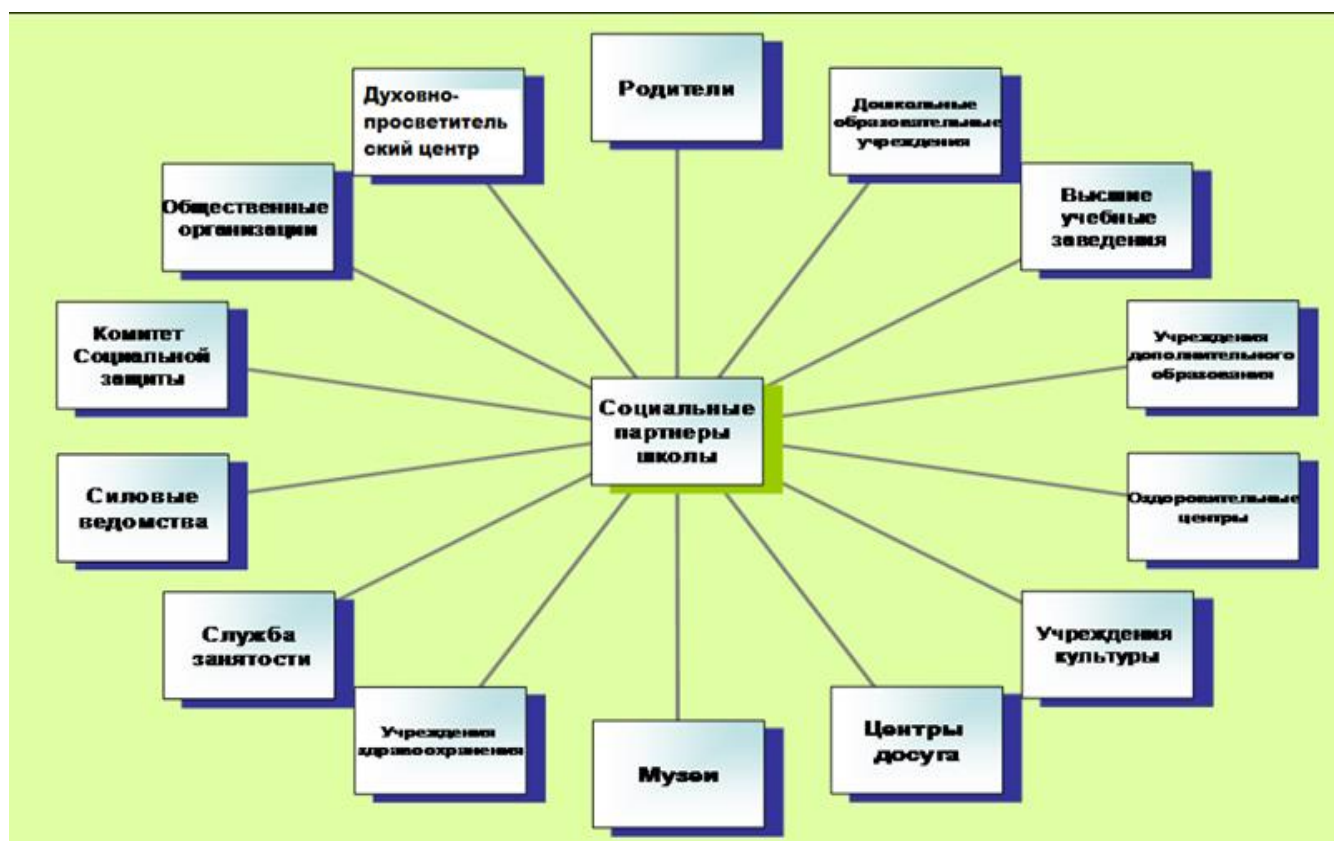 Родители
Духовно-
просветитель
ский центр
Дошкольные
образовательные
учреждения
Общественные
организации
Высшие
учебные
заведения
Комитет
Социальной
защиты
Учреждения
дополнительного
образования
Социальные
партнеры
школы
Силовые
ведомства
Оздоровительные
центры
Служба
занятости
Учреждения
культуры
Учреждения
здравоохранения
Музеи
Центры
досуга